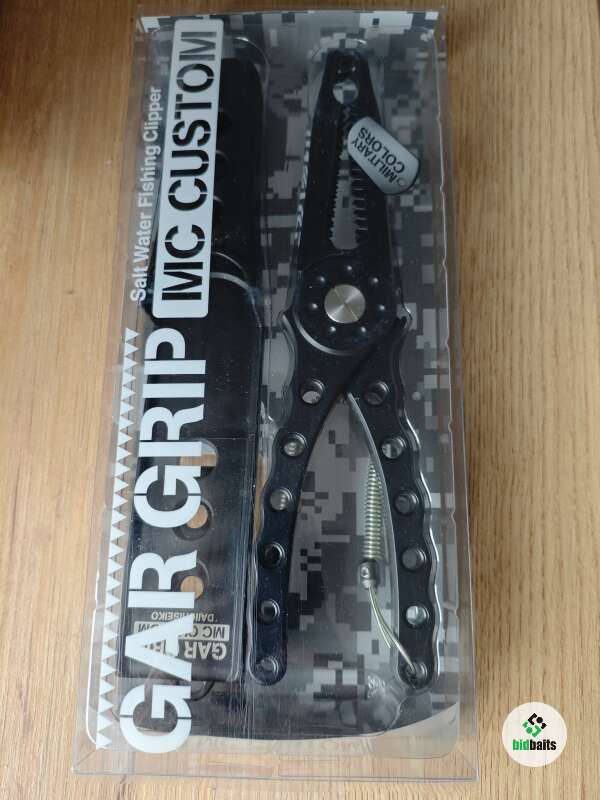 Salt Water Fishing Clipper
GAR GRIP MC CUSTOM
MILITARY
COLORS
GAR GRIP
MC CUSTOM
DAIICHISEIKO
bidbaits